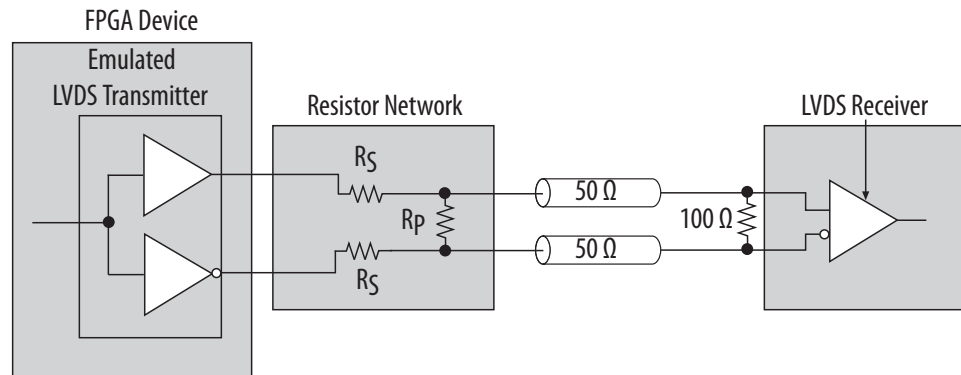 FPGA Device
Emulated
LVDS Transmitter
Resistor Network
LVDS Receiver
RS
RP
RS
50 Ω
50 Ω
100 Ω